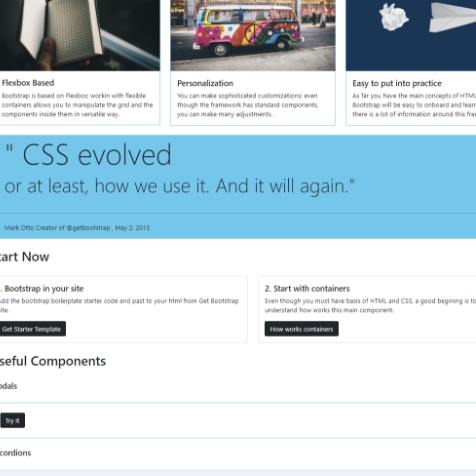 Flexbox Based
Bootstrap is based on Flexbox; workin with flexible
containers allows you to manipulate the grid and the
components inside them in versatile way.
Personalization
You can make sophisticated customizations; even
though the framework has standard components,
you can make many adjustments.
Easy to put into practice
As far you have the main concepts of HTML
Bootstrap will be easy to onboard and learn
there is a lot of information around this
" CSS evolved
or at least, how we use it. And it will again."
Mark Otto Creator of @getbootstrap , May 2. 2013
tart Now
. Bootstrap in your site
dd the bootstrap boilerplate starter code and past to your html from Get Bootstrap
ite.
Get Starter Template
2. Start with containers
Even though you must have basis of HTML and CSS, a good begining is to
understand how works this main component.
How works containers
seful Components
odals
Try it
cordions